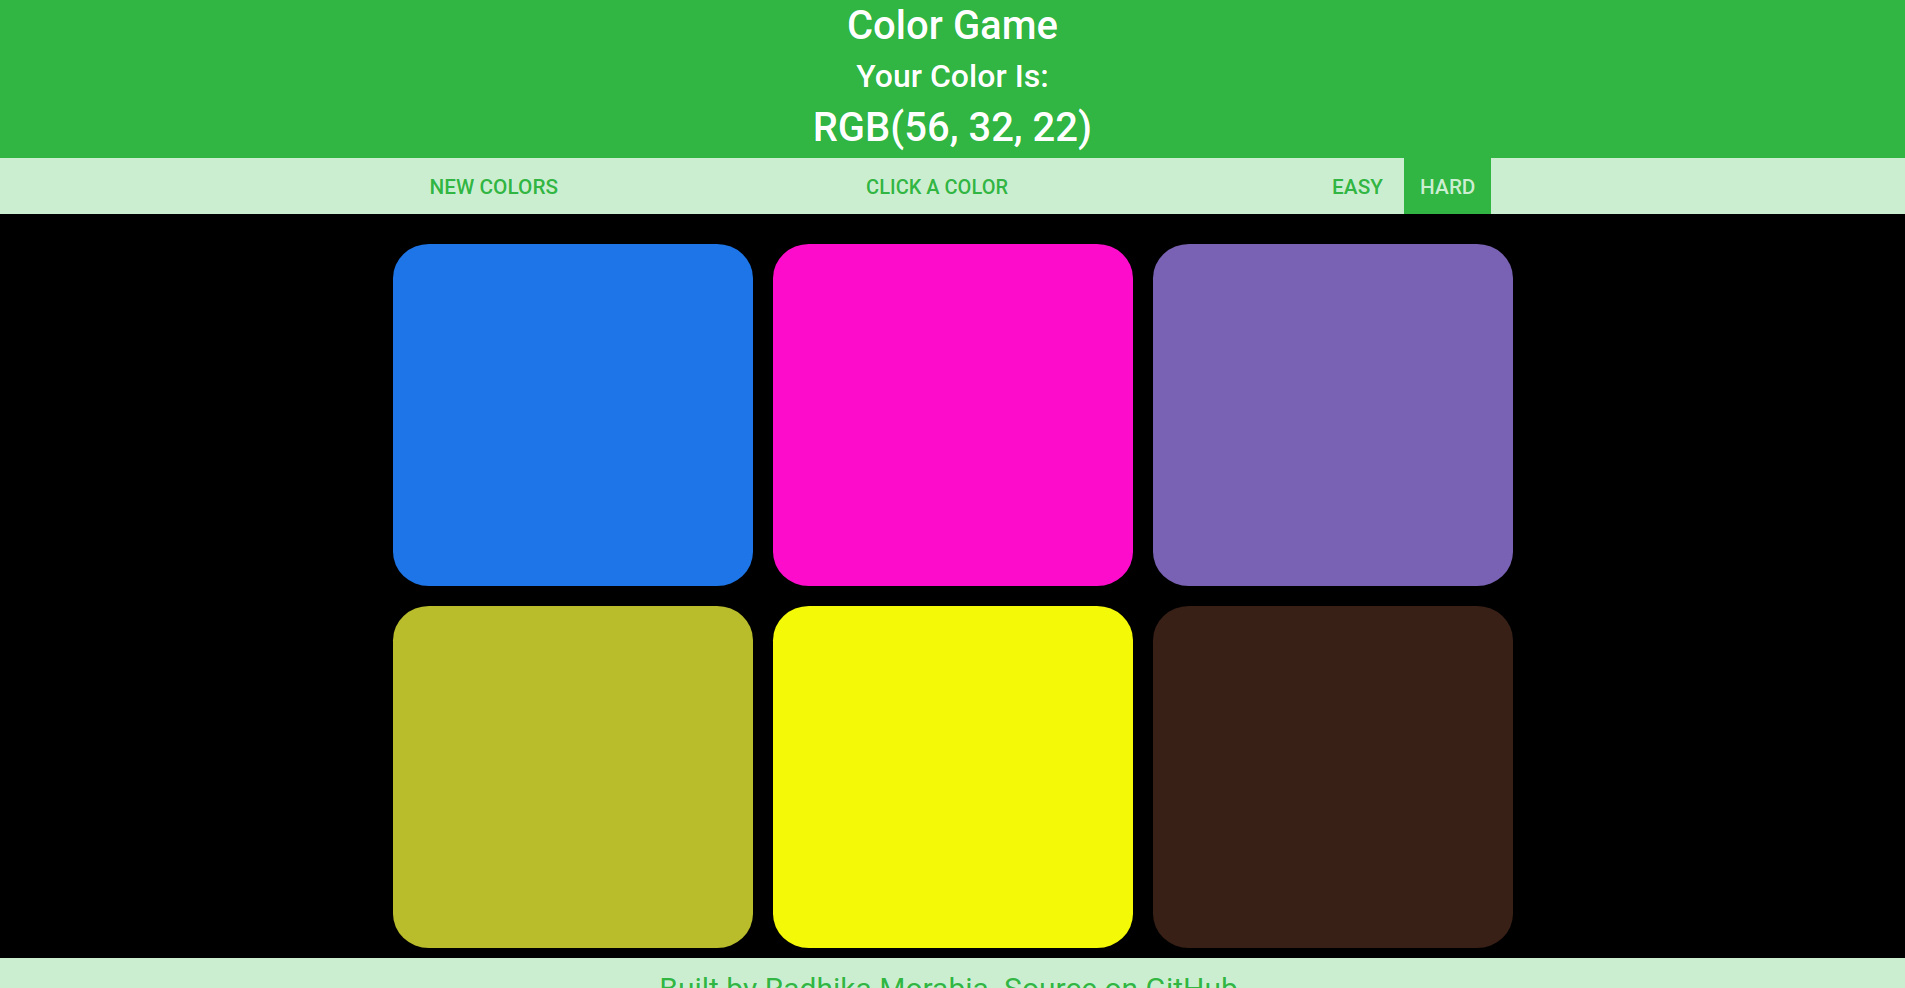 Color Game
Your Color Is:
RGB(56, 32, 22)
NEW COLORS
CLICK A COLOR
EASY
HARD
Built by Radhika Morabia. Source on GitHub.